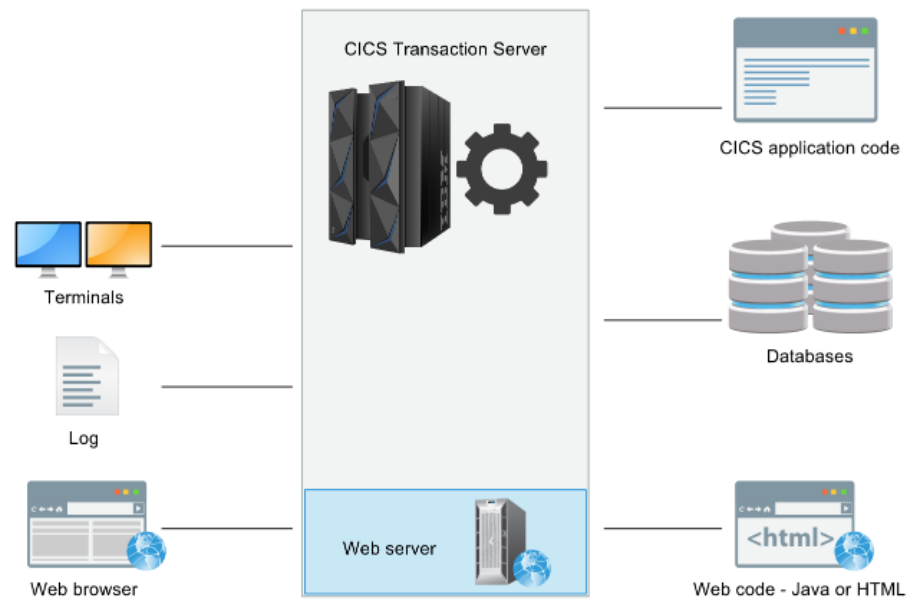 CICS Transaction Server
IBM
CICS application code
Terminals
Databases
Log
<html>
Web server
Web browser
Web code - Java or HTML